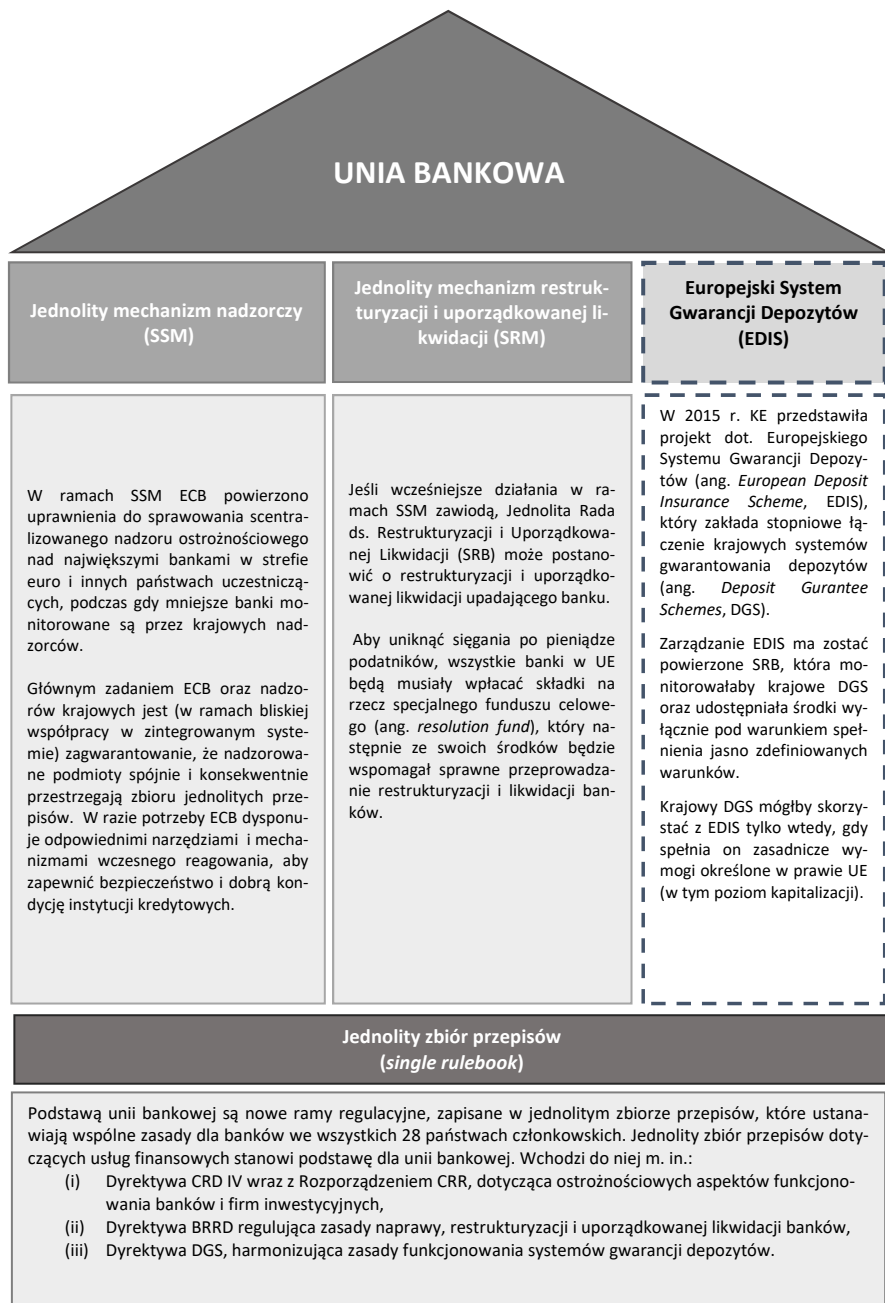 UNIA BANKOWA
Jednolity mechanizm nadzorczy
(SSM)
Jednolity mechanizm restruk-
turyzacji i uporządkowanej li-
kwidacji (SRM)
Europejski System
Gwarancji Depozytów
(EDIS)
W ramach SSM ECB powierzono
uprawnienia do sprawowania scentra-
lizowanego nadzoru ostrożnościowego
nad największymi bankami w strefie
euro i innych państwach uczestniczą-
cych, podczas gdy mniejsze banki mo-
nitorowane są przez krajowych nad-
zorców.
Głównym zadaniem ECB oraz nadzo-
rów krajowych jest (w ramach bliskiej
współpracy w zintegrowanym syste-
mie) zagwarantowanie, że nadzorowa-
ne podmioty spójnie i konsekwentnie
przestrzegają zbioru jednolitych prze-
pisów. W razie potrzeby ECB dysponu-
je odpowiednimi narzędziami i mecha-
nizmami wczesnego reagowania, aby
zapewnić bezpieczeństwo i dobrą kon-
dycję instytucji kredytowych.
Jeśli wcześniejsze działania w ra-
mach SSM zawiodą, Jednolita Rada
ds. Restrukturyzacji i Uporządkowa-
nej Likwidacji (SRB) może postano-
wić o restrukturyzacji i uporządko-
wanej likwidacji upadającego banku.
Aby uniknąć sięgania po pieniądze
podatników, wszystkie banki w UE
będą musiały wpłacać składki na
rzecz specjalnego funduszu celowe-
go (ang. resolution fund), który na-
stępnie ze swoich środków będzie
wspomagał sprawne przeprowadza-
nie restrukturyzacji i likwidacji ban-
ków.
W 2015 r. KE przedstawiła
projekt dot. Europejskiego
Systemu Gwarancji Depozy-
tów (ang. European Deposit
Insurance Scheme, EDIS),
który zakłada stopniowe łą-
czenie krajowych systemów
gwarantowania depozytów
(ang. Deposit Gurantee
Schemes, DGS).
Zarządzanie EDIS ma zostać
powierzone SRB, która mo-
nitorowałaby krajowe DGS
oraz udostępniała środki wy-
łącznie pod warunkiem speł-
nienia jasno zdefiniowanych
warunków.
Krajowy DGS mógłby skorzy-
stać z EDIS tylko wtedy, gdy
spełnia on zasadnicze wy-
mogi określone w prawie UE
(w tym poziom kapitalizacji).
Jednolity zbiór przepisów
(single rulebook)
Podstawą unii bankowej są nowe ramy regulacyjne, zapisane w jednolitym zbiorze przepisów, które ustana-
wiają wspólne zasady dla banków we wszystkich 28 państwach członkowskich. Jednolity zbiór przepisów doty-
czących usług finansowych stanowi podstawę dla unii bankowej. Wchodzi do niej m. in.:
(i) Dyrektywa CRD IV wraz z Rozporządzeniem CRR, dotycząca ostrożnościowych aspektów funkcjono-
wania banków i firm inwestycyjnych,
(ii) Dyrektywa BRRD regulująca zasady naprawy, restrukturyzacji i uporządkowanej likwidacji banków,
(iii) Dyrektywa DGS, harmonizująca zasady funkcjonowania systemów gwarancji depozytów.